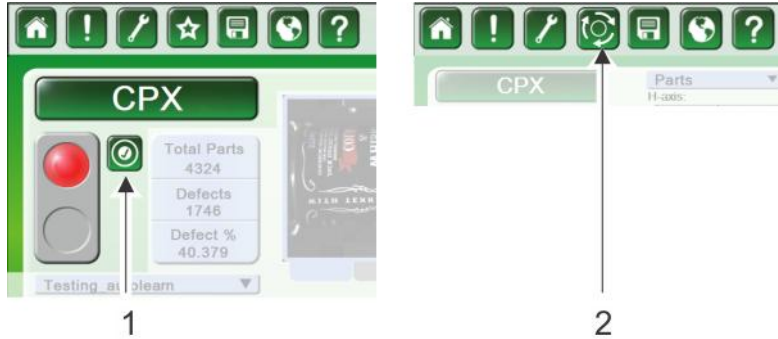 CPX
Total Parts
4324
Defects
1746
Defect %
40.379
Testing_autolearn
1
CPX
Parts
H-axis:
2